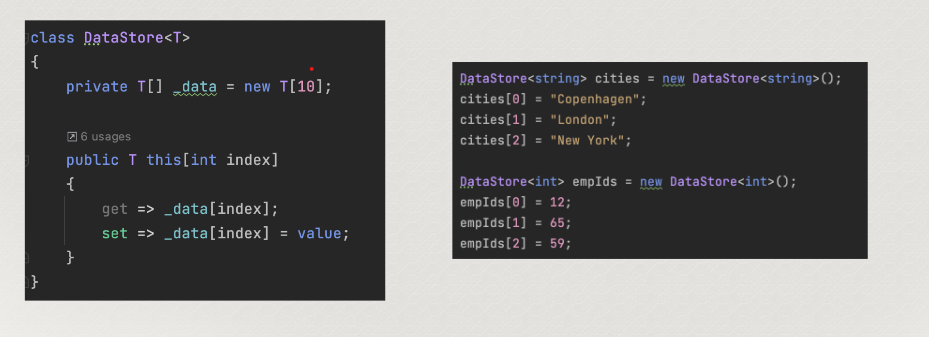 class DataStore<T>
{
    private T[] _data = new T[10];
    6 usages
    public T this[int index]
    {
        get => _data[index];
        set => _data[index] = value;
    }
}
DataStore<string> cities = new DataStore<string>();
cities[0] = "Copenhagen";
cities[1] = "London";
cities[2] = "New York";
DataStore<int> empIds = new DataStore<int>();
empIds[0] = 12;
empIds[1] = 65;
empIds[2] = 59;